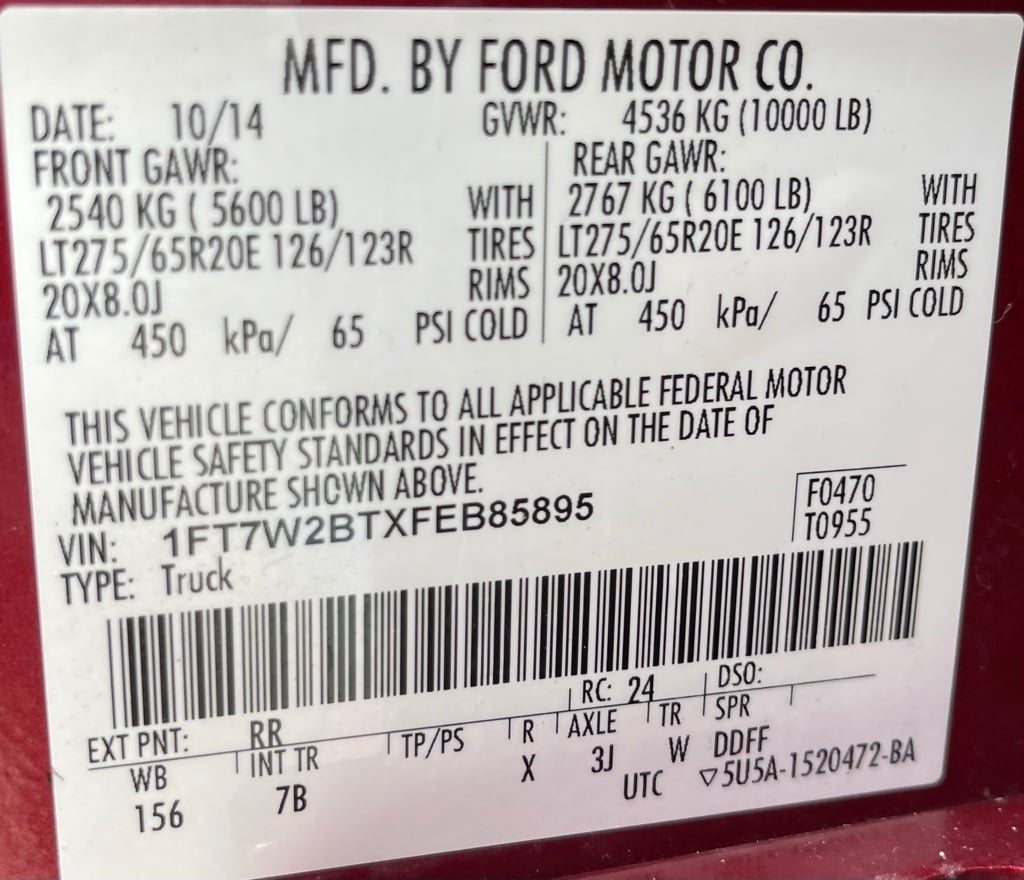 MFD. BY FORD MOTOR CO.
DATE: 10/14 GVWR: 4536 KG (10000 LB)
FRONT GAWR: REAR GAWR:
2540 KG ( 5600 LB) WITH 2767 KG ( 6100 LB) WITH
LT275/65R20E 126/123R TIRES LT275/65R20E 126/123R TIRES
20X8.0J RIMS 20X8.0J RIMS
AT 450 kPa/ 65 PSI COLD AT 450 kPa/ 65 PSI COLD
THIS VEHICLE CONFORMS TO ALL APPLICABLE FEDERAL MOTOR
VEHICLE SAFETY STANDARDS IN EFFECT ON THE DATE OF
MANUFACTURE SHOWN ABOVE.
VIN: 1FT7W2BTXFEB85895 F0470
TYPE: Truck T0955
EXT PNT: RR RC: 24 DSO:
WB INT TR TP/PS R AXLE TR SPR
156 7B X 3J W DDFF
UTC ▽5U5A-1520472-BA